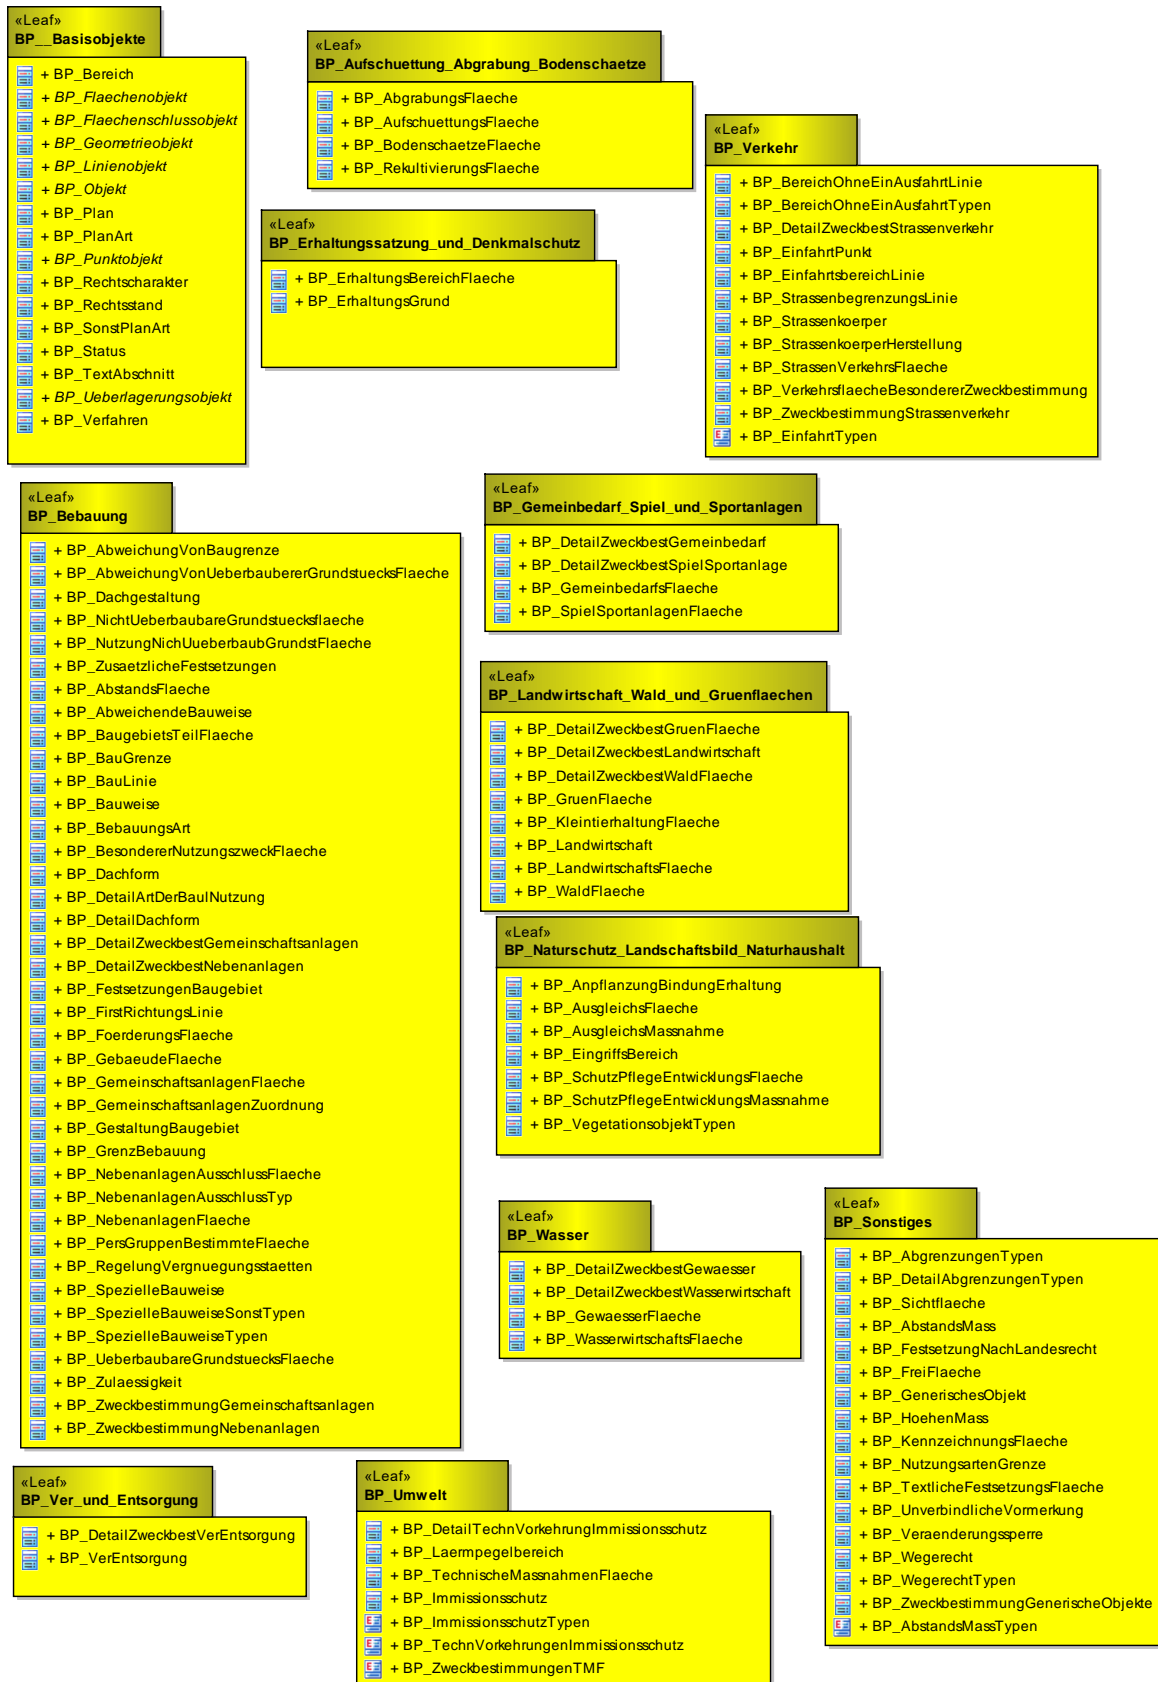 «Leaf»
BP__Basisobjekte
+ BP_Bereich
+ BP_Flaechenobjekt
+ BP_Flaechenschlussobjekt
+ BP_Geometrieobjekt
+ BP_Linienobjekt
+ BP_Objekt
+ BP_Plan
+ BP_PlanArt
+ BP_Punktobjekt
+ BP_Rechtscharakter
+ BP_Rechtsstand
+ BP_SonstPlanArt
+ BP_Status
+ BP_TextAbschnitt
+ BP_Ueberlagerungsobjekt
+ BP_Verfahren
«Leaf»
BP_Aufschuettung_Abgrabung_Bodenschaetze
+ BP_AbgrabungsFlaeche
+ BP_AufschuettungsFlaeche
+ BP_BodenschaetzeFlaeche
+ BP_RekultivierungsFlaeche
«Leaf»
BP_Erhaltungssatzung_und_Denkmalschutz
+ BP_ErhaltungsBereichFlaeche
+ BP_ErhaltungsGrund
«Leaf»
BP_Verkehr
+ BP_BereichOhneEinAusfahrtLinie
+ BP_BereichOhneEinAusfahrtTypen
+ BP_DetailZweckbestStrassenverkehr
+ BP_EinfahrtPunkt
+ BP_EinfahrtsbereichLinie
+ BP_StrassenbegrenzungsLinie
+ BP_Strassenkoerper
+ BP_StrassenkoerperHerstellung
+ BP_StrassenVerkehrsFlaeche
+ BP_VerkehrsflaecheBesondererZweckbestimmung
+ BP_ZweckbestimmungStrassenverkehr
+ BP_EinfahrtTypen
«Leaf»
BP_Bebauung
+ BP_AbweichungVonBaugrenze
+ BP_AbweichungVonUeberbaubererGrundstuecksFlaeche
+ BP_Dachgestaltung
+ BP_NichtUeberbaubareGrundstuecksflaeche
+ BP_NutzungNichUueberbaubGrundstFlaeche
+ BP_ZusaetzlicheFestsetzungen
+ BP_AbstandsFlaeche
+ BP_AbweichendeBauweise
+ BP_BaugebietsTeilFlaeche
+ BP_BauGrenze
+ BP_BauLinie
+ BP_Bauweise
+ BP_BebauungsArt
+ BP_BesondererNutzungszweckFlaeche
+ BP_Dachform
+ BP_DetailArtDerBaulNutzung
+ BP_DetailDachform
+ BP_DetailZweckbestGemeinschaftsanlagen
+ BP_DetailZweckbestNebenanlagen
+ BP_FestsetzungenBaugebiet
+ BP_FirstRichtungsLinie
+ BP_FoerderungsFlaeche
+ BP_GebaeudeFlaeche
+ BP_GemeinschaftsanlagenFlaeche
+ BP_GemeinschaftsanlagenZuordnung
+ BP_GestaltungBaugebiet
+ BP_GrenzBebauung
+ BP_NebenanlagenAusschlussFlaeche
+ BP_NebenanlagenAusschlussTyp
+ BP_NebenanlagenFlaeche
+ BP_PersGruppenBestimmteFlaeche
+ BP_RegelungVergnuegungsstaetten
+ BP_SpezielleBauweise
+ BP_SpezielleBauweiseSonstTypen
+ BP_SpezielleBauweiseTypen
+ BP_UeberbaubareGrundstuecksFlaeche
+ BP_Zulaessigkeit
+ BP_ZweckbestimmungGemeinschaftsanlagen
+ BP_ZweckbestimmungNebenanlagen
«Leaf»
BP_Gemeinbedarf_Spiel_und_Sportanlagen
+ BP_DetailZweckbestGemeinbedarf
+ BP_DetailZweckbestSpielSportanlage
+ BP_GemeinbedarfsFlaeche
+ BP_SpielSportanlagenFlaeche
«Leaf»
BP_Landwirtschaft_Wald_und_Gruenflaechen
+ BP_DetailZweckbestGruenFlaeche
+ BP_DetailZweckbestLandwirtschaft
+ BP_DetailZweckbestWaldFlaeche
+ BP_GruenFlaeche
+ BP_KleintierhaltungFlaeche
+ BP_Landwirtschaft
+ BP_LandwirtschaftsFlaeche
+ BP_WaldFlaeche
«Leaf»
BP_Naturschutz_Landschaftsbild_Naturhaushalt
+ BP_AnpflanzungBindungErhaltung
+ BP_AusgleichsFlaeche
+ BP_AusgleichsMassnahme
+ BP_EingriffsBereich
+ BP_SchutzPflegeEntwicklungsFlaeche
+ BP_SchutzPflegeEntwicklungsMassnahme
+ BP_VegetationsobjektTypen
«Leaf»
BP_Wasser
+ BP_DetailZweckbestGewaesser
+ BP_DetailZweckbestWasserwirtschaft
+ BP_GewaesserFlaeche
+ BP_WasserwirtschaftsFlaeche
«Leaf»
BP_Sonstiges
+ BP_AbgrenzungenTypen
+ BP_DetailAbgrenzungenTypen
+ BP_Sichtflaeche
+ BP_AbstandsMass
+ BP_FestsetzungNachLandesrecht
+ BP_FreiFlaeche
+ BP_GenerischesObjekt
+ BP_HoehenMass
+ BP_KennzeichnungsFlaeche
+ BP_NutzungsartenGrenze
+ BP_TextlicheFestsetzungsFlaeche
+ BP_UnverbindlicheVormerkung
+ BP_Veraenderungssperre
+ BP_Wegerecht
+ BP_WegerechtTypen
+ BP_ZweckbestimmungGenerischeObjekte
+ BP_AbstandsMassTypen
«Leaf»
BP_Ver_und_Entsorgung
+ BP_DetailZweckbestVerEntsorgung
+ BP_VerEntsorgung
«Leaf»
BP_Umwelt
+ BP_DetailTechnVorkehrungImmissionsschutz
+ BP_Laermpegelbereich
+ BP_TechnischeMassnahmenFlaeche
+ BP_Immissionsschutz
+ BP_ImmissionsschutzTypen
+ BP_TechnVorkehrungenImmissionsschutz
+ BP_ZweckbestimmungenTMF